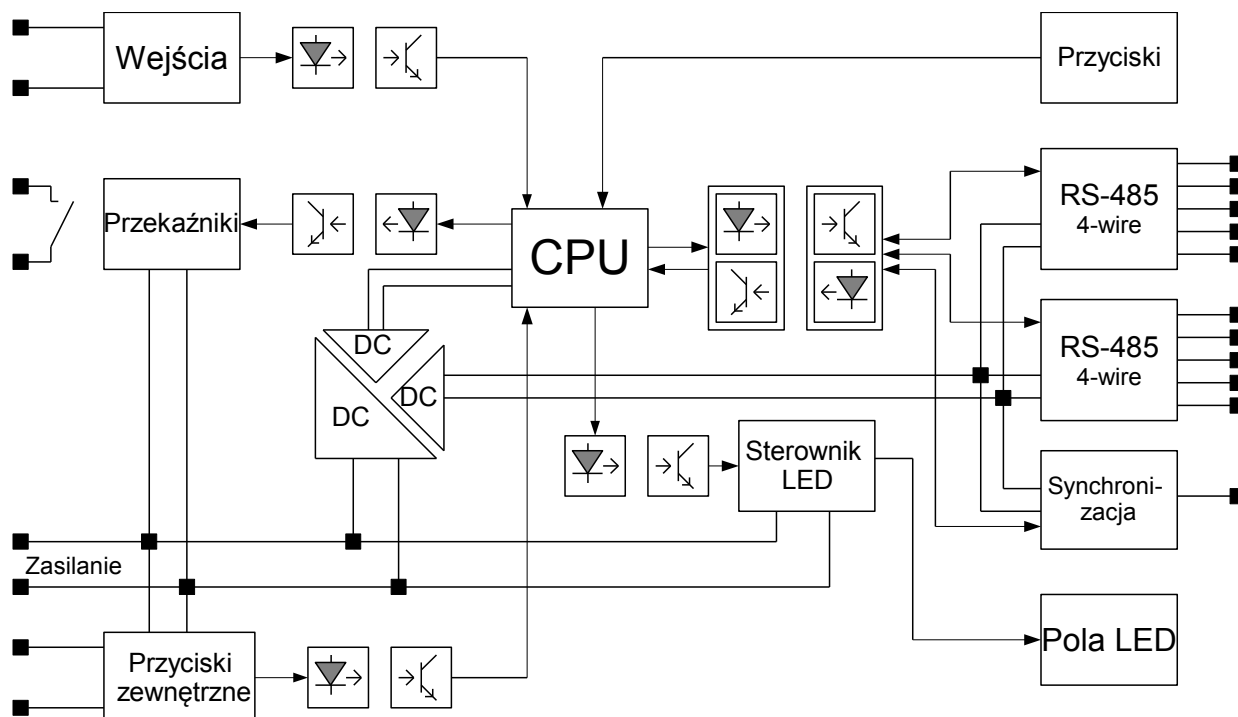 Wejścia
Przyciski
Przekaźniki
CPU
RS-485
4-wire
DC
DC
DC
RS-485
4-wire
Sterownik
LED
Synchroni-
zacja
Zasilanie
Pola LED
Przyciski
zewnętrzne